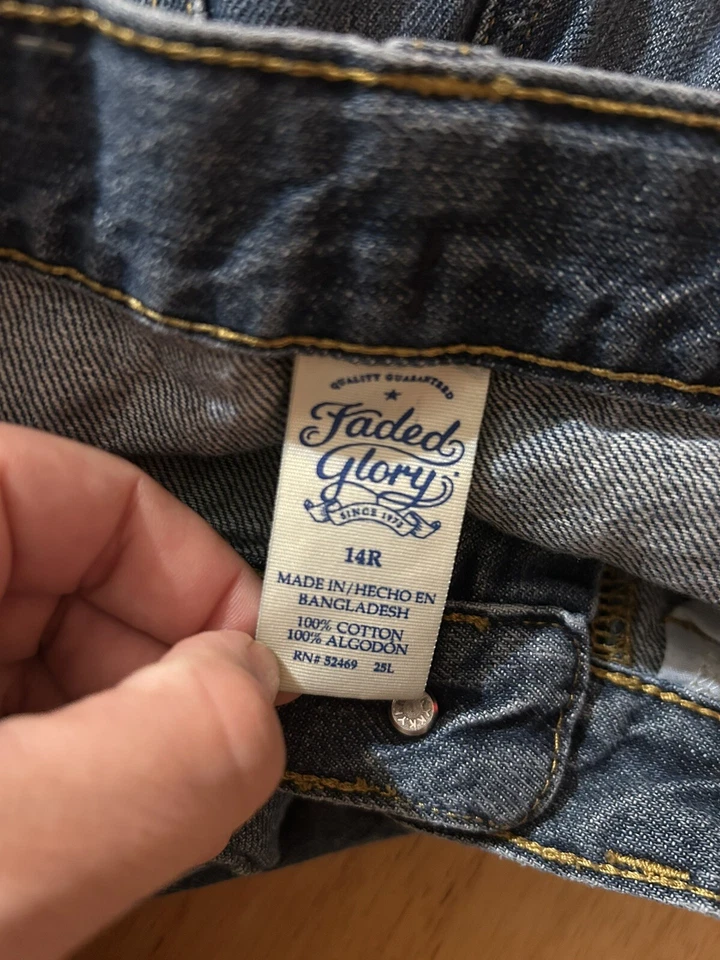 QUALITY GUARANTEED
Faded
Glory
SINCE 1972
14R
MADE IN/HECHO EN
BANGLADESH
100% COTTON
100% ALGODÓN
RN# 52469 25L